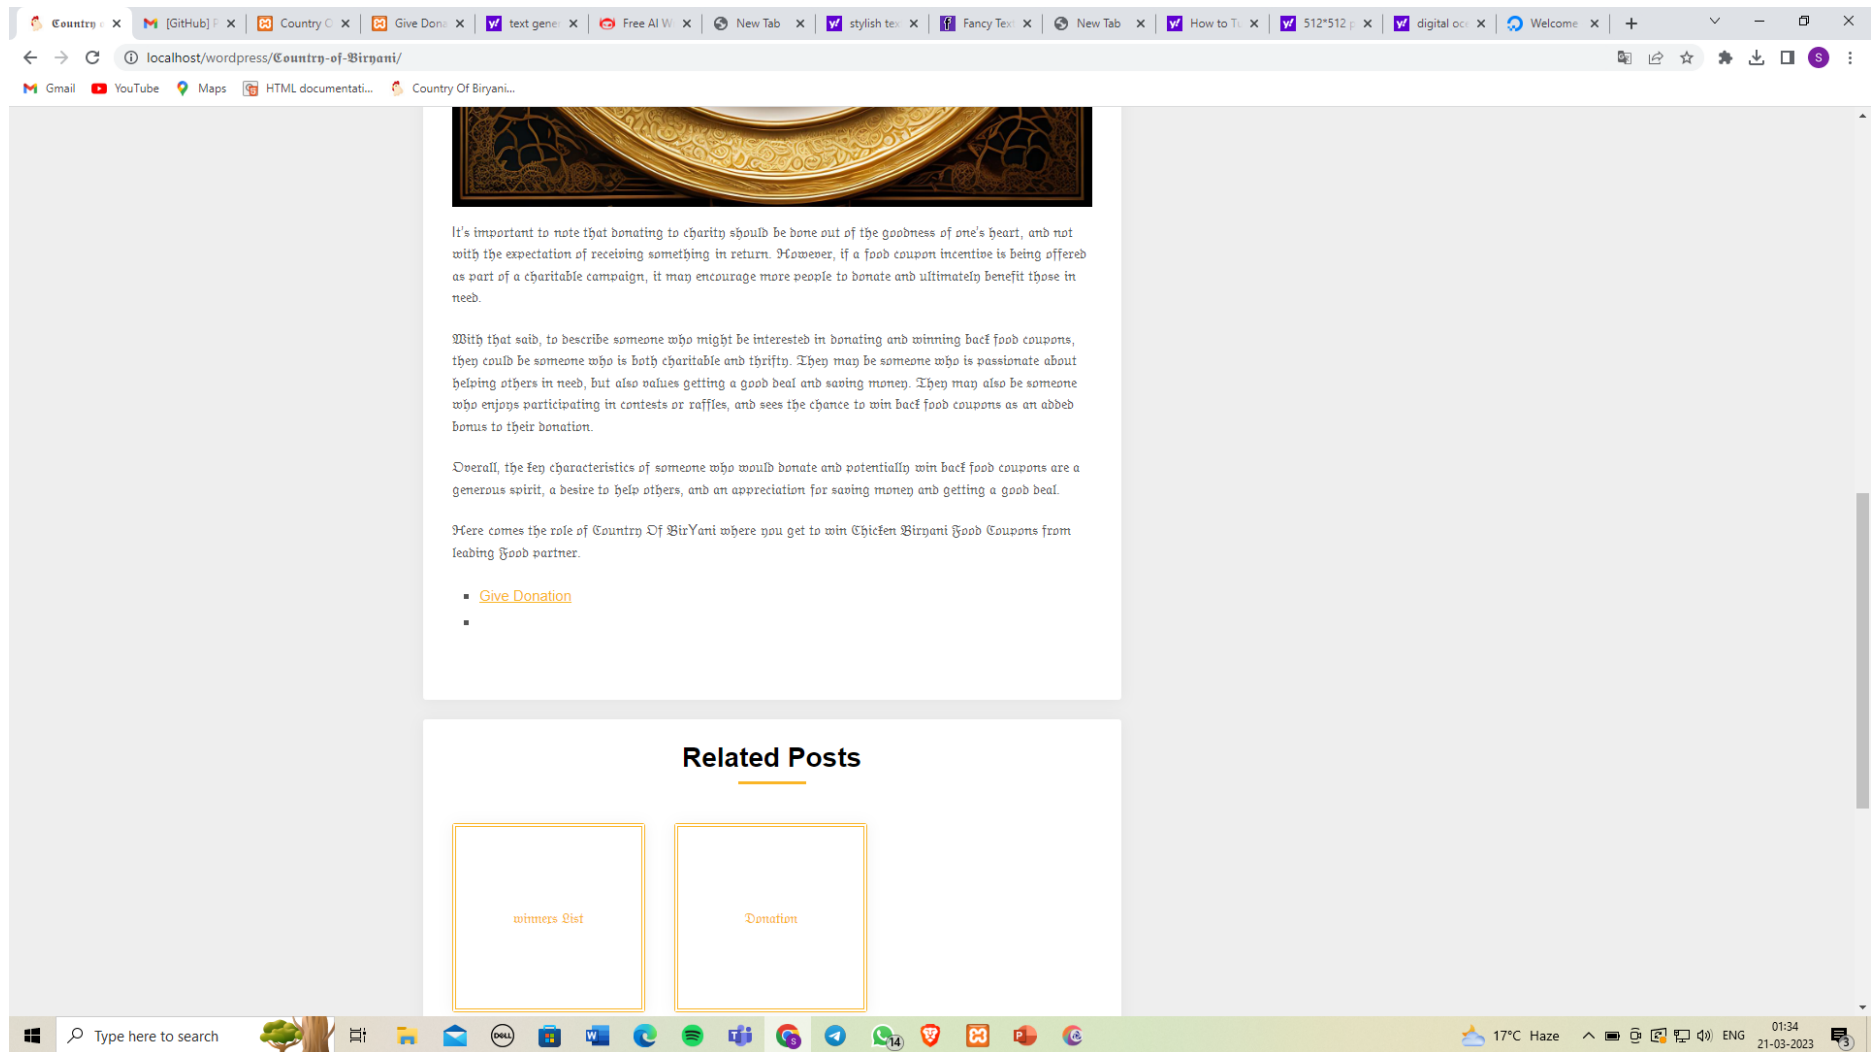 Country o
[GitHub] P
Country O
Give Dona
text gene
Free AI W
New Tab
stylish tex
Fancy Text
New Tab
How to Tu
512*512 p
digital oce
Welcome
localhost/wordpress/𝕮𝖔𝖚𝖓𝖙𝖗𝖞-𝖔𝖋-𝕭𝖎𝖗𝖞𝖆𝖓𝖎/
S
Gmail
YouTube
Maps
HTML documentati...
Country Of Biryani...
It's important to note that donating to charity should be done out of the goodness of one's heart, and not
with the expectation of receiving something in return. However, if a food coupon incentive is being offered
as part of a charitable campaign, it may encourage more people to donate and ultimately benefit those in
need.
With that said, to describe someone who might be interested in donating and winning back food coupons,
they could be someone who is both charitable and thrifty. They may be someone who is passionate about
helping others in need, but also values getting a good deal and saving money. They may also be someone
who enjoys participating in contests or raffles, and sees the chance to win back food coupons as an added
bonus to their donation.
Overall, the key characteristics of someone who would donate and potentially win back food coupons are a
generous spirit, a desire to help others, and an appreciation for saving money and getting a good deal.
Here comes the role of Country Of BirYani where you get to win Chicken Biryani Food Coupons from
leading Food partner.
Give Donation
Related Posts
winners List
Donation
Type here to search
DELL
14
17°C Haze
ENG
01:34
21-03-2023
3